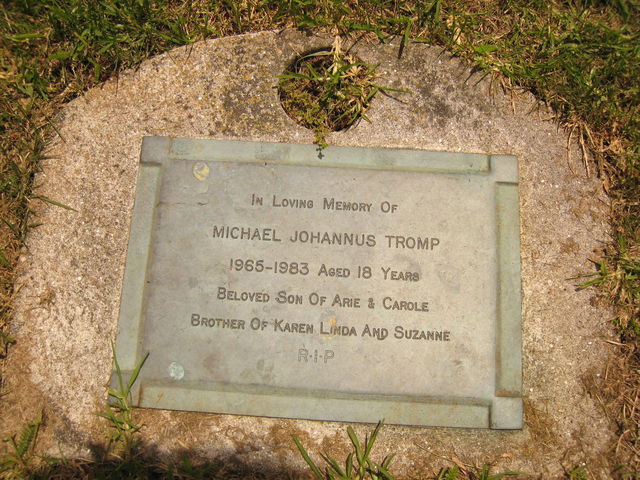 In Loving Memory Of
MICHAEL JOHANNUS TROMP
1965-1983 Aged 18 Years
Beloved Son Of Arie & Carole
Brother Of Karen Linda And Suzanne
R·I·P